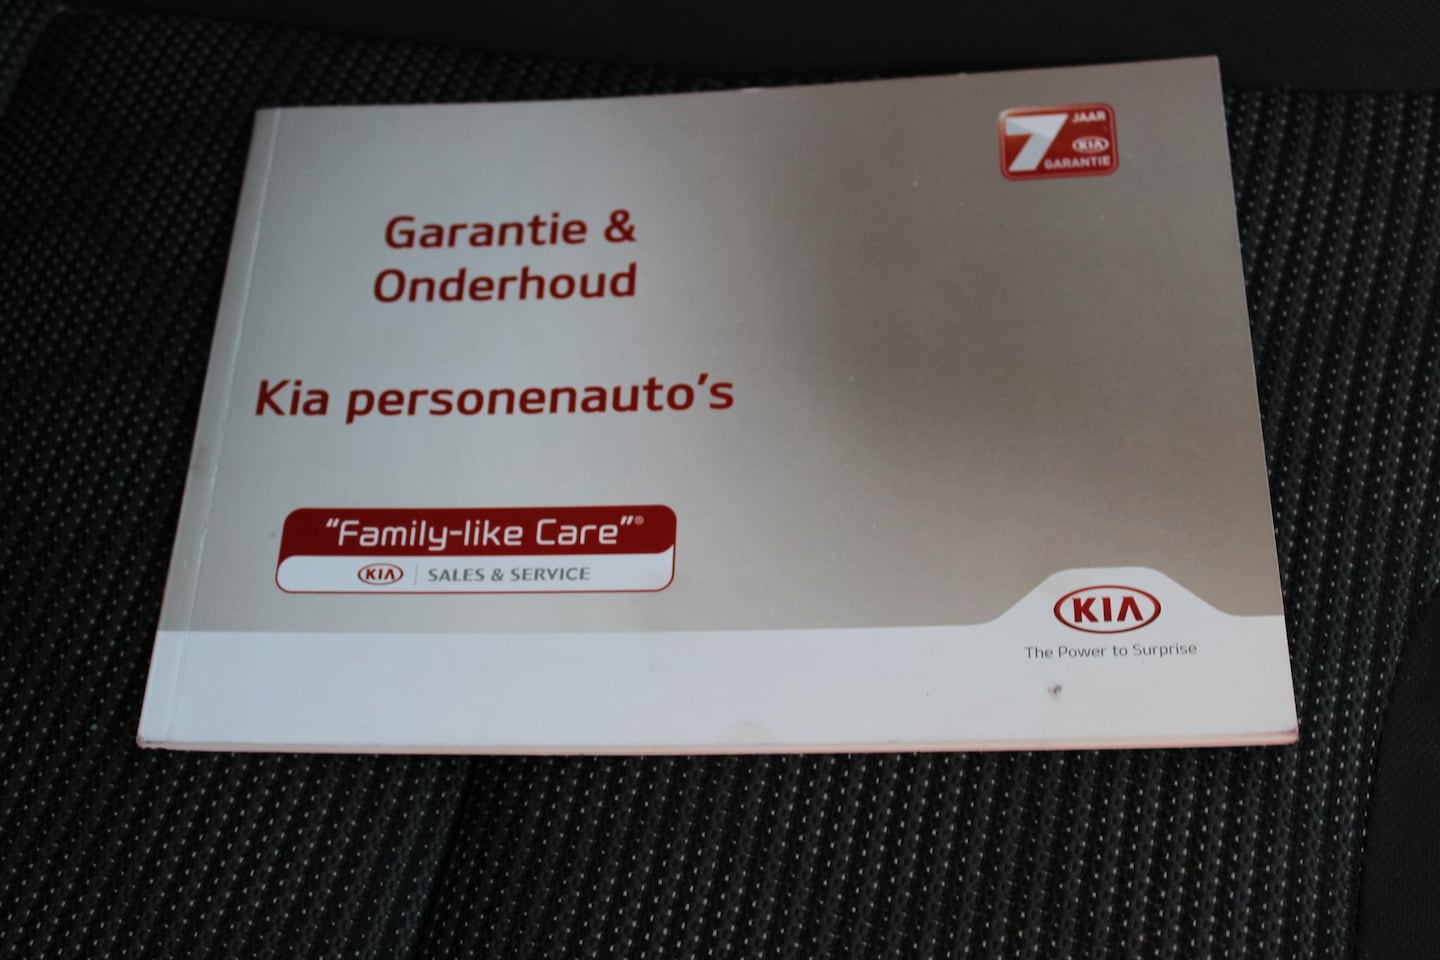 7 JAAR
KIA
GARANTIE
Garantie &
Onderhoud
Kia personenauto's
"Family-like Care"®
KIA | SALES & SERVICE
KIA
The Power to Surprise